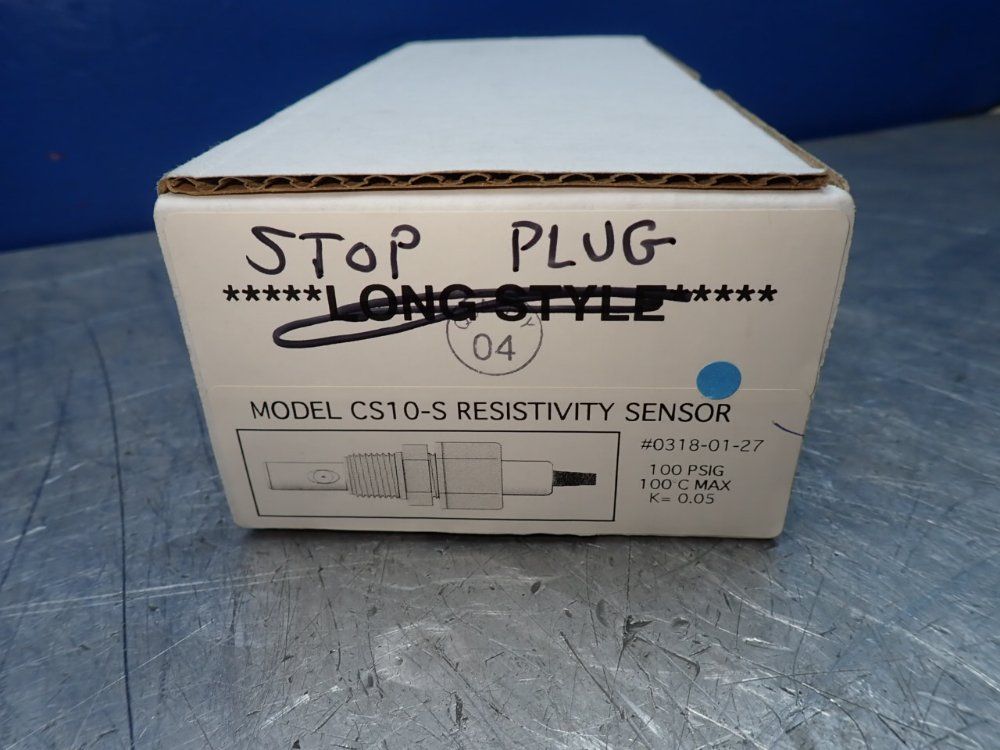 STOP PLUG
*****LONG STYLE*****
04
MODEL CS10-S RESISTIVITY SENSOR
#0318-01-27
100 PSIG
100°C MAX
K= 0.05